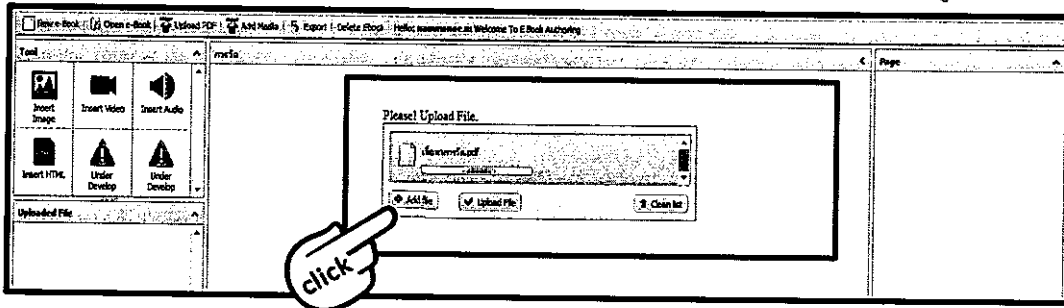 New e-Book | Open e-Book | Upload PDF | Add Media | Export | Delete Ebook | Hello: Welcome To E Book Authoring
Tool
Page
Insert Image
Insert Video
Insert Audio
Insert HTML
Under Develop
Under Develop
Uploaded File
Please! Upload File.
.pdf
Add file
Upload File
Clean list
click